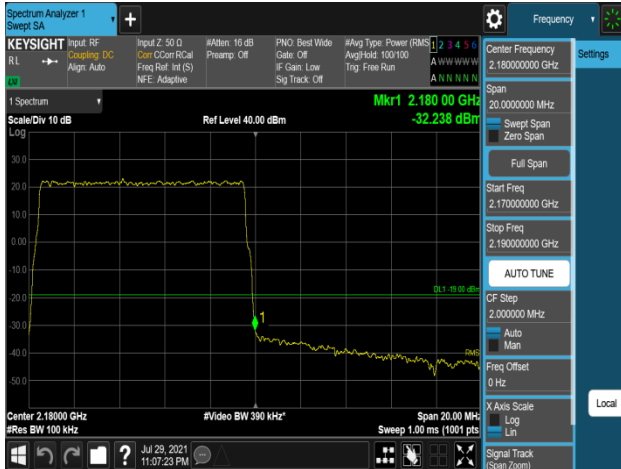 Spectrum Analyzer 1
Swept SA
Frequency
KEYSIGHT
Input: RF
Coupling: DC
Align: Auto
Input Z: 50 Ω
Corr CCorr RCal
Freq Ref: Int (S)
NFE: Adaptive
#Atten: 16 dB
Preamp: Off
PNO: Best Wide
Gate: Off
IF Gain: Low
Sig Track: Off
#Avg Type: Power (RMS
Avg|Hold: 100/100
Trig: Free Run
1 2 3 4 5 6
A W W W W W
A N N N N N
RL
LXI
1 Spectrum
Scale/Div 10 dB
Ref Level 40.00 dBm
Mkr1 2.180 00 GHz
-32.238 dBm
Log
30.0
20.0
10.0
0.00
-10.0
-20.0
-30.0
-40.0
-50.0
DL1 -19.00 dBm
1
RMS
Center 2.18000 GHz
#Res BW 100 kHz
#Video BW 390 kHz*
Span 20.00 MHz
Sweep 1.00 ms (1001 pts
Jul 29, 2021
11:07:23 PM
Center Frequency
2.180000000 GHz
Span
20.0000000 MHz
Swept Span
Zero Span
Full Span
Start Freq
2.170000000 GHz
Stop Freq
2.190000000 GHz
AUTO TUNE
CF Step
2.000000 MHz
Auto
Man
Freq Offset
0 Hz
X Axis Scale
Log
Lin
Signal Track
(Span Zoom)
Settings
Local